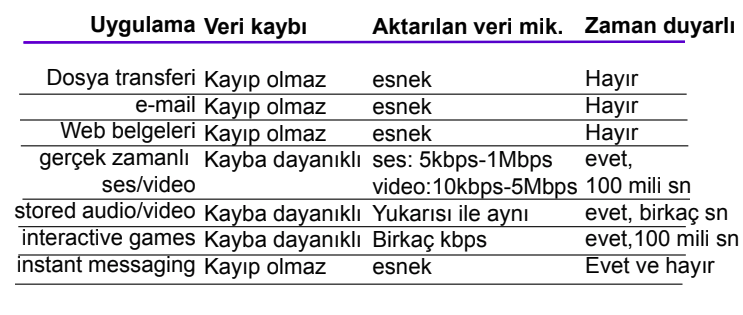 Uygulama Veri kaybı Aktarılan veri mik. Zaman duyarlı
Dosya transferi Kayıp olmaz esnek Hayır
e-mail Kayıp olmaz esnek Hayır
Web belgeleri Kayıp olmaz esnek Hayır
gerçek zamanlı Kayba dayanıklı ses: 5kbps-1Mbps evet,
ses/video video:10kbps-5Mbps 100 mili sn
stored audio/video Kayba dayanıklı Yukarısı ile aynı evet, birkaç sn
interactive games Kayba dayanıklı Birkaç kbps evet,100 mili sn
instant messaging Kayıp olmaz esnek Evet ve hayır